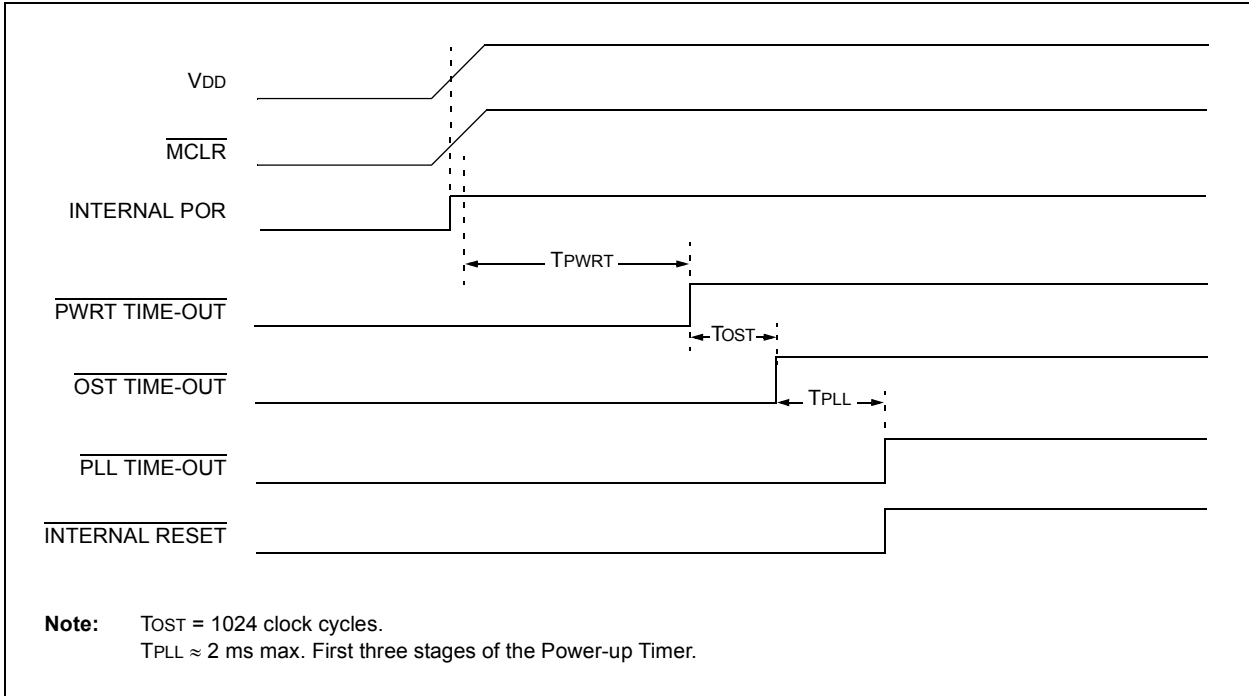 VDD
MCLR
INTERNAL POR
TPWRT
PWRT TIME-OUT
TOST
OST TIME-OUT
TPLL
PLL TIME-OUT
INTERNAL RESET
Note: TOST = 1024 clock cycles.
TPLL ≈ 2 ms max. First three stages of the Power-up Timer.